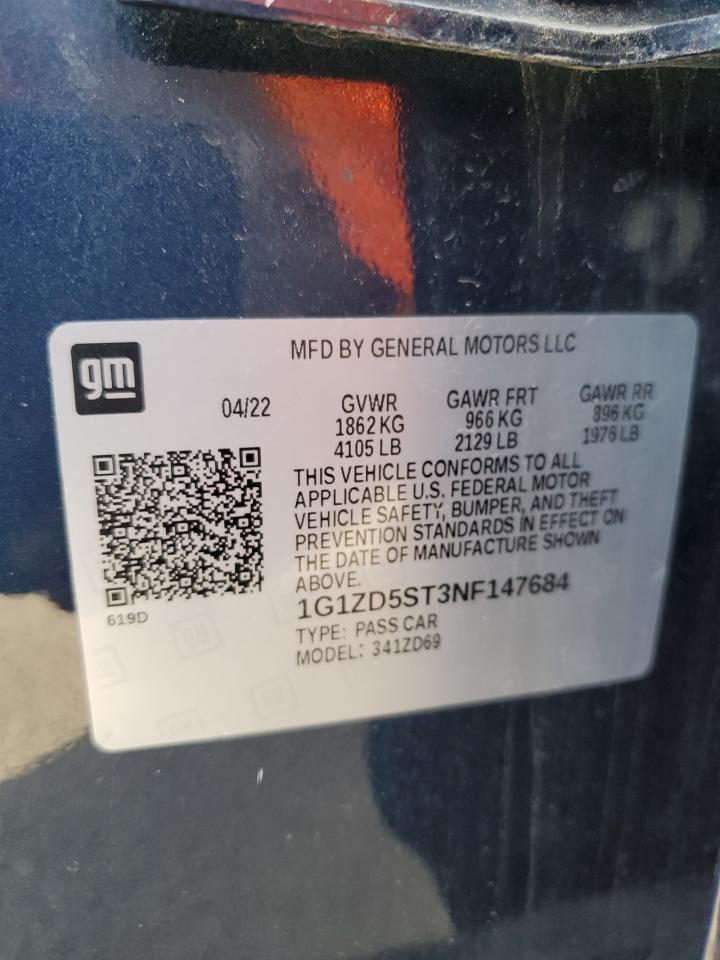 gm
MFD BY GENERAL MOTORS LLC
04/22
GVWR
1862 KG
4105 LB
GAWR FRT
966 KG
2129 LB
GAWR RR
896 KG
1976 LB
THIS VEHICLE CONFORMS TO ALL
APPLICABLE U.S. FEDERAL MOTOR
VEHICLE SAFETY, BUMPER, AND THEFT
PREVENTION STANDARDS IN EFFECT ON
THE DATE OF MANUFACTURE SHOWN
ABOVE.
1G1ZD5ST3NF147684
TYPE: PASS CAR
MODEL: 341ZD69
619D